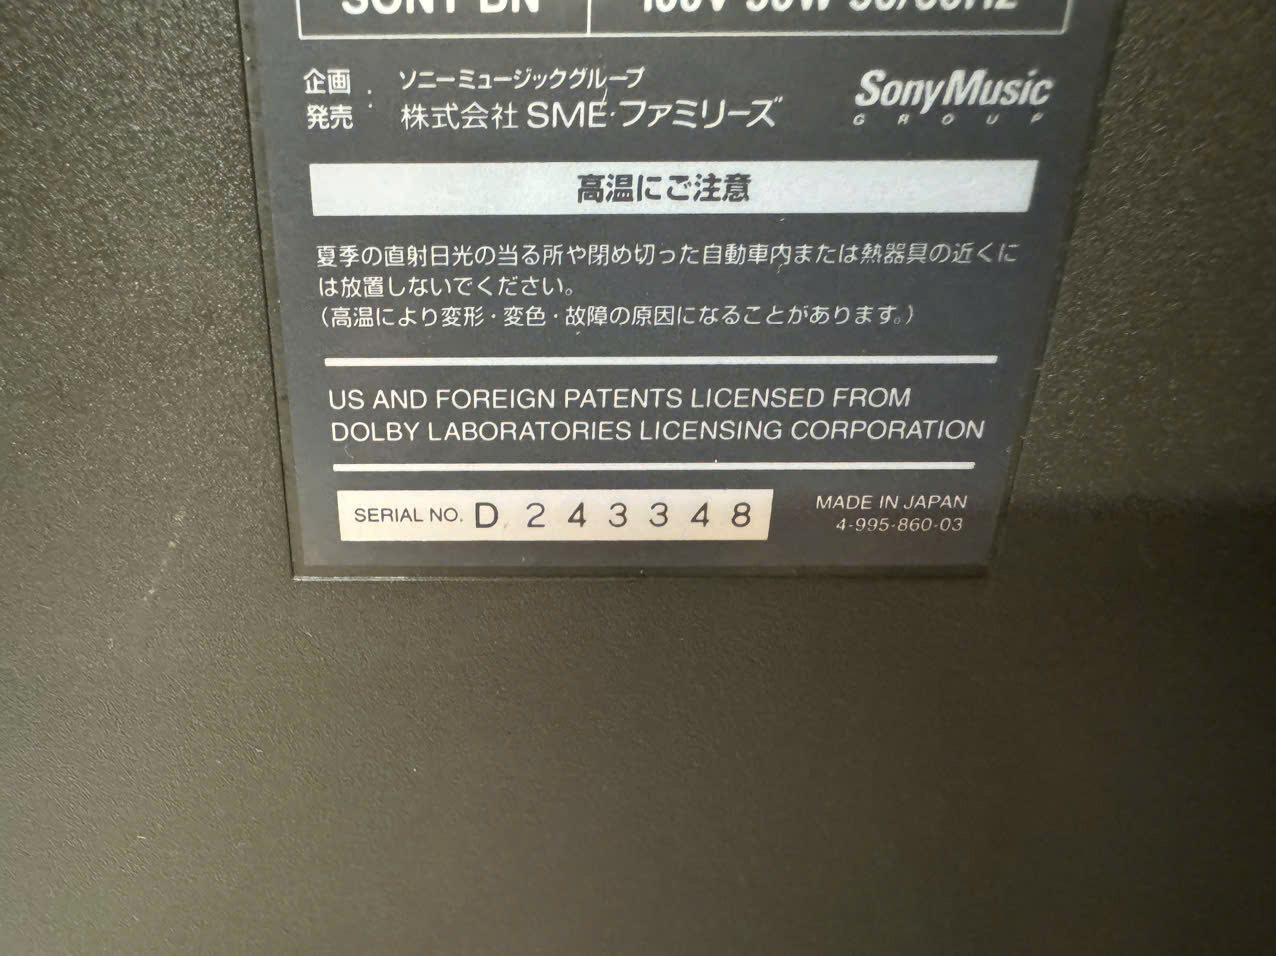 SONY BN 100V 50W 50/60Hz
企画 : ソニーミュージックグループ
発売 : 株式会社 SME・ファミリーズ
SonyMusic
GROUP
高温にご注意
夏季の直射日光の当る所や閉め切った自動車内または熱器具の近くに
は放置しないでください。
(高温により変形・変色・故障の原因になることがあります。)
US AND FOREIGN PATENTS LICENSED FROM
DOLBY LABORATORIES LICENSING CORPORATION
SERIAL NO. D 243348
MADE IN JAPAN
4-995-860-03